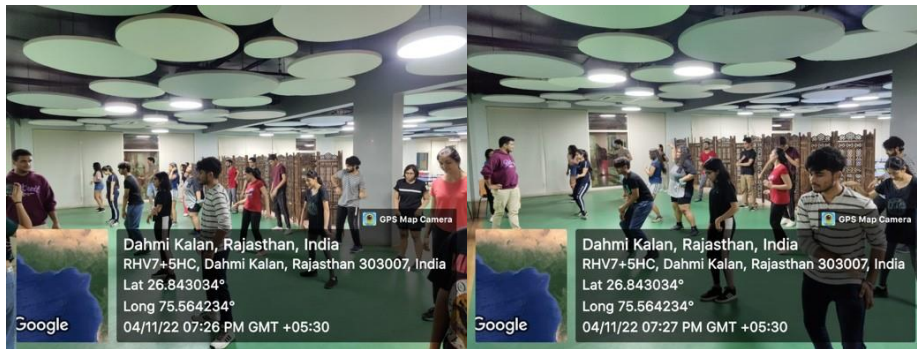 GPS Map Camera
Dahmi Kalan, Rajasthan, India
RHV7+5HC, Dahmi Kalan, Rajasthan 303007, India
Lat 26.843034°
Long 75.564234°
04/11/22 07:26 PM GMT +05:30
Google
GPS Map Camera
Dahmi Kalan, Rajasthan, India
RHV7+5HC, Dahmi Kalan, Rajasthan 303007, India
Lat 26.843034°
Long 75.564234°
04/11/22 07:27 PM GMT +05:30
Google